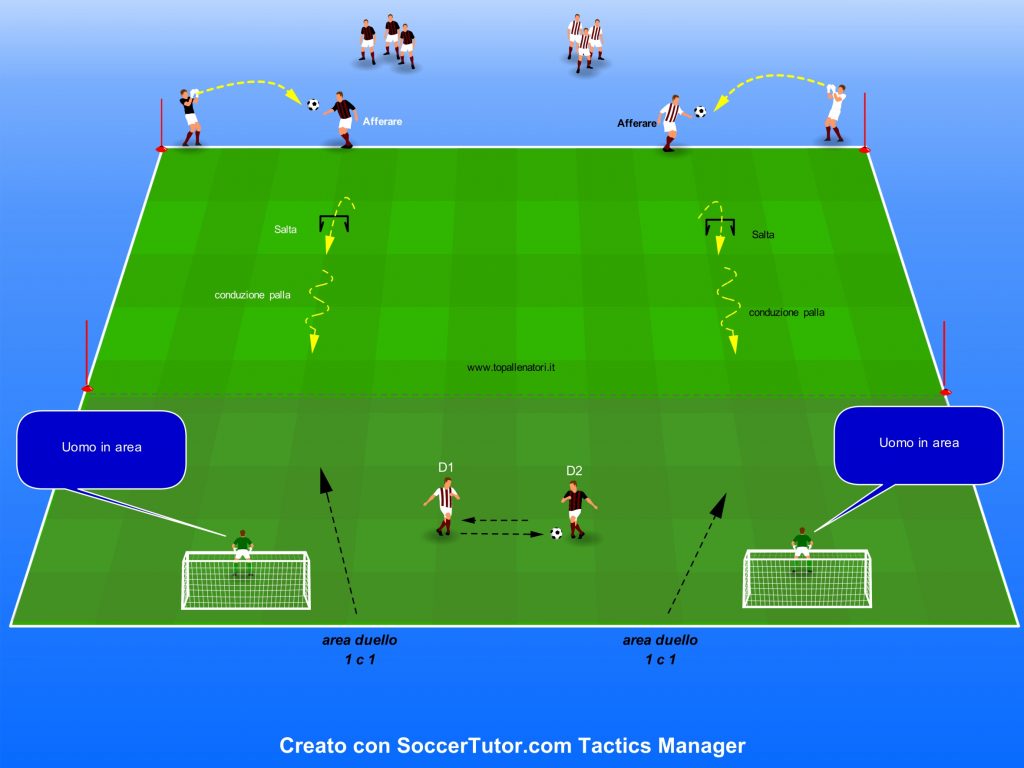 Afferare
Afferare
Salta
Salta
conduzione palla
conduzione palla
www.topallenatori.it
Uomo in area
Uomo in area
D1
D2
area duello
1 c 1
area duello
1 c 1
Creato con SoccerTutor.com Tactics Manager